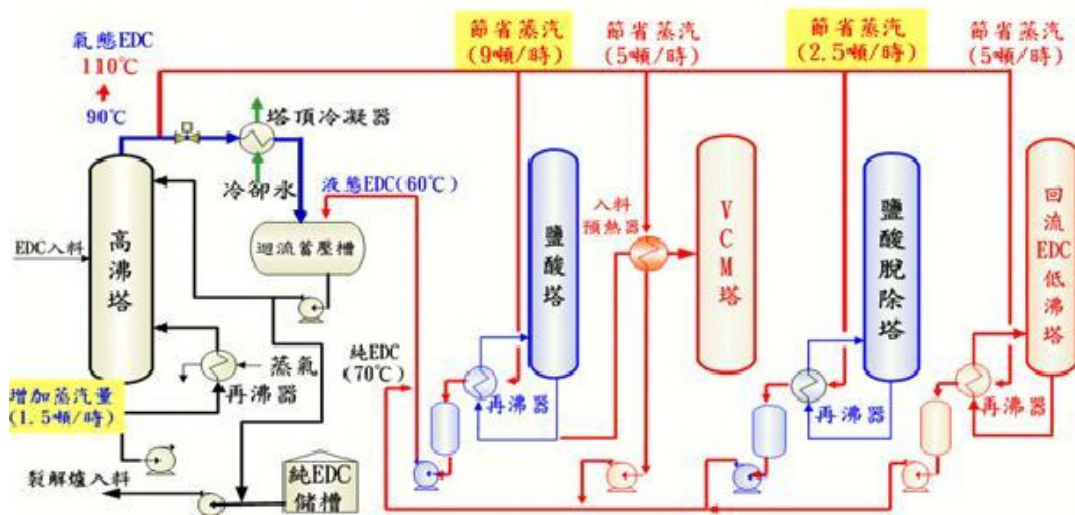 氣態EDC
110℃
90℃
節省蒸汽
(9噸/時)
節省蒸汽
(5噸/時)
節省蒸汽
(2.5噸/時)
節省蒸汽
(5噸/時)
塔頂冷凝器
冷卻水
液態EDC(60℃)
EDC入料
高沸塔
迴流蓄壓槽
鹽酸塔
入料
預熱器
VCM塔
鹽酸脫除塔
回流EDC低沸塔
蒸氣
再沸器
純EDC
(70℃)
再沸器
再沸器
再沸器
增加蒸汽量
(1.5噸/時)
裂解爐入料
純EDC
儲槽